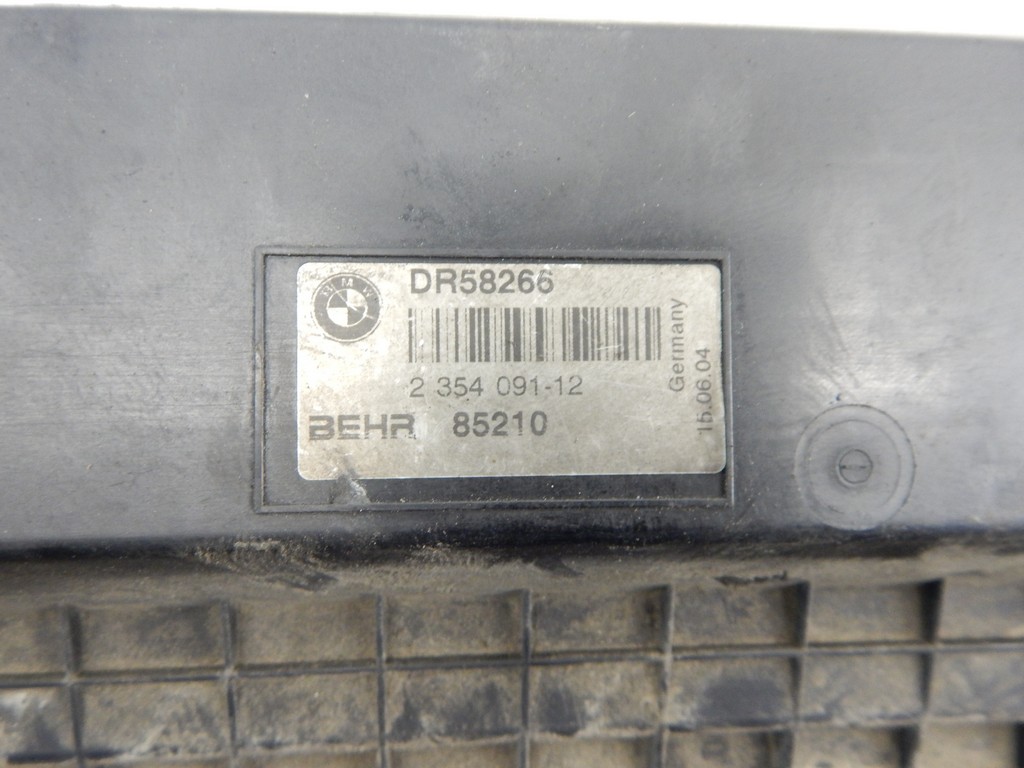 BMW
DR58266
2 354 091-12
BEHR 85210
Germany
15.06.04